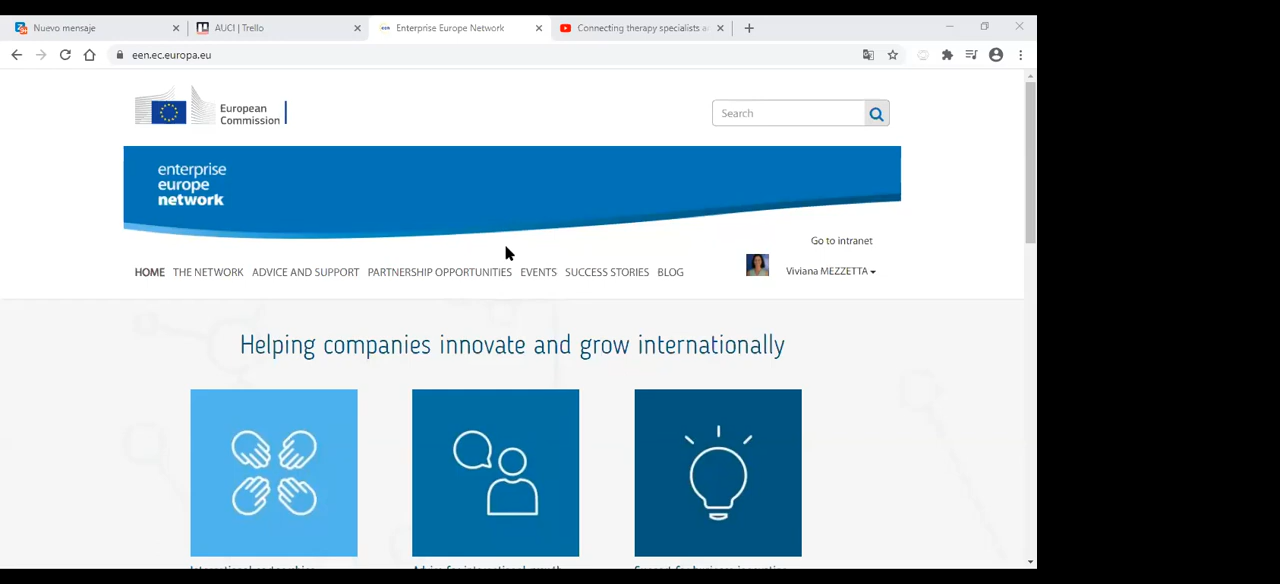 Nuevo mensaje
AUCI | Trello
Enterprise Europe Network
Connecting therapy specialists a
een.ec.europa.eu
European
Commission
Search
enterprise
europe
network
Go to intranet
HOME THE NETWORK ADVICE AND SUPPORT PARTNERSHIP OPPORTUNITIES EVENTS SUCCESS STORIES BLOG
Viviana MEZZETTA
Helping companies innovate and grow internationally